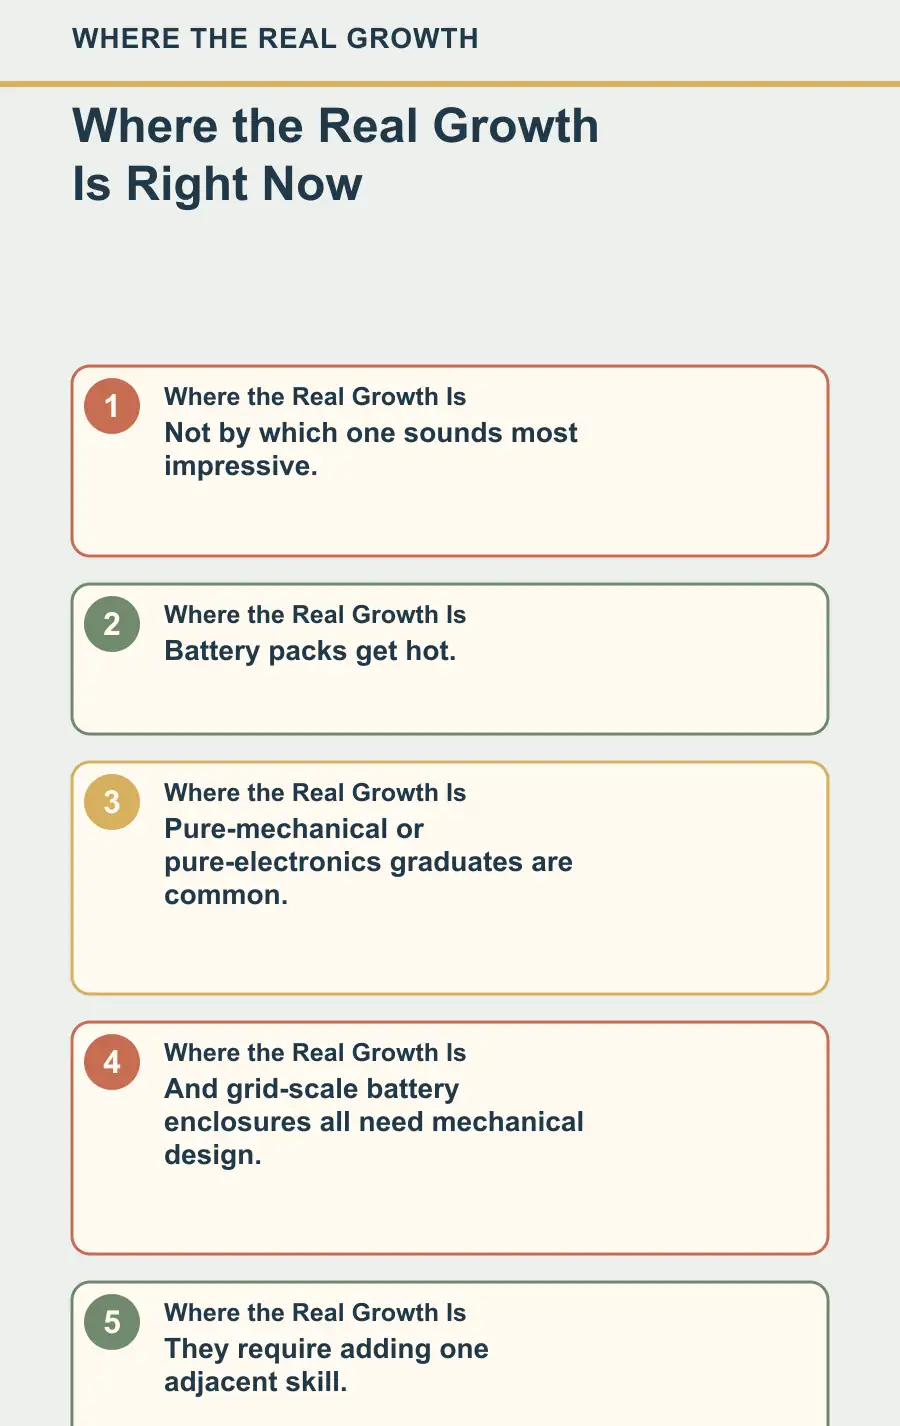 WHERE THE REAL GROWTH
Where the Real Growth
Is Right Now
1
Where the Real Growth Is
Not by which one sounds most
impressive.
2
Where the Real Growth Is
Battery packs get hot.
3
Where the Real Growth Is
Pure-mechanical or
pure-electronics graduates are
common.
4
Where the Real Growth Is
And grid-scale battery
enclosures all need mechanical
design.
5
Where the Real Growth Is
They require adding one
adjacent skill.